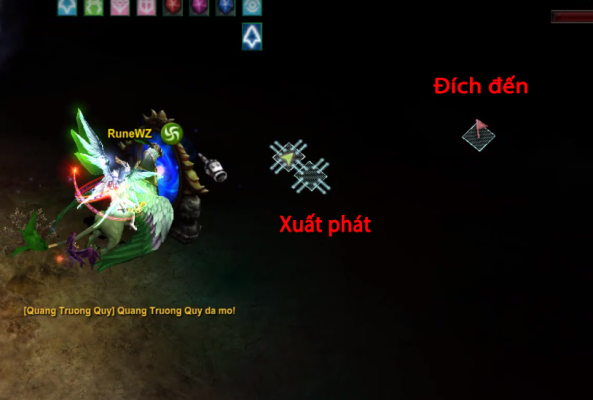 Đích đến
RuneWZ
Xuất phát
[Quang Truong Quy] Quang Truong Quy da mo!